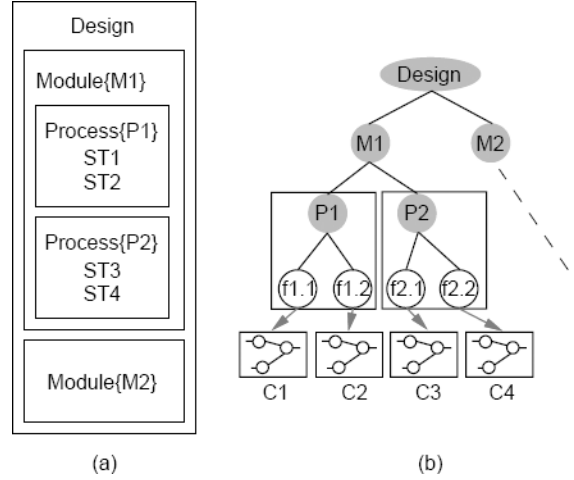 Design
Module{M1}
Process{P1}
ST1
ST2
Process{P2}
ST3
ST4
Module{M2}
(a)
Design
M1 M2
P1 P2
f1.1 f1.2 f2.1 f2.2
C1 C2 C3 C4
(b)